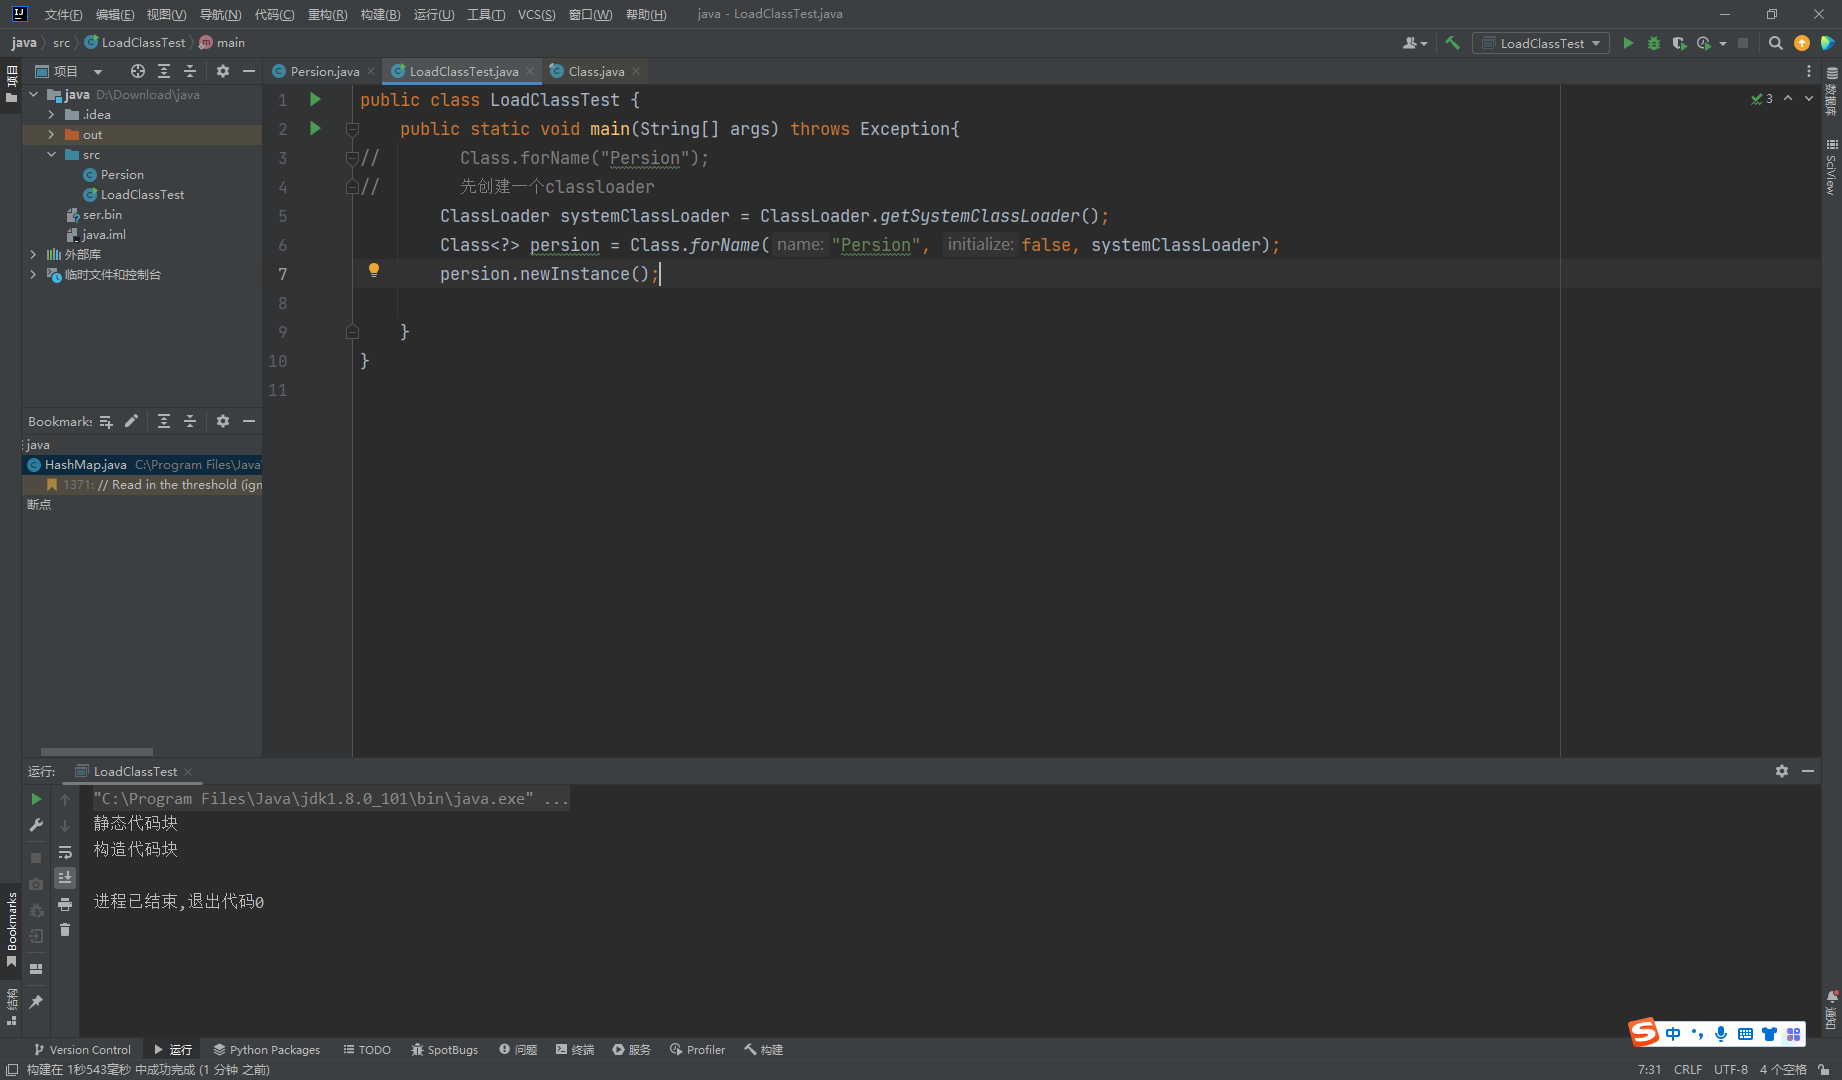 文件(F) 编辑(E) 视图(V) 导航(N) 代码(C) 重构(R) 构建(B) 运行(U) 工具(T) VCS(S) 窗口(W) 帮助(H) java - LoadClassTest.java
java src LoadClassTest main
LoadClassTest
项目
Persion.java LoadClassTest.java Class.java
java D:\Download\java
.idea
out
src
Persion
LoadClassTest
ser.bin
java.iml
外部库
临时文件和控制台
1 public class LoadClassTest {
2 public static void main(String[] args) throws Exception{
3 // Class.forName("Persion");
4 // 先创建一个classloader
5 ClassLoader systemClassLoader = ClassLoader.getSystemClassLoader();
6 Class<?> persion = Class.forName( name: "Persion", initialize: false, systemClassLoader);
7 persion.newInstance();
8
9 }
10 }
11
3
项目
数据库
SciView
Bookmarks
java
HashMap.java C:\Program Files\Java\
1371: // Read in the threshold (ign
断点
运行: LoadClassTest
"C:\Program Files\Java\jdk1.8.0_101\bin\java.exe" ...
静态代码块
构造代码块
进程已结束,退出代码0
Bookmarks
结构
通知
中
Version Control 运行 Python Packages TODO SpotBugs 问题 终端 服务 Profiler 构建
构建在 1秒543毫秒 中成功完成 (1 分钟 之前)
7:31 CRLF UTF-8 4 个空格